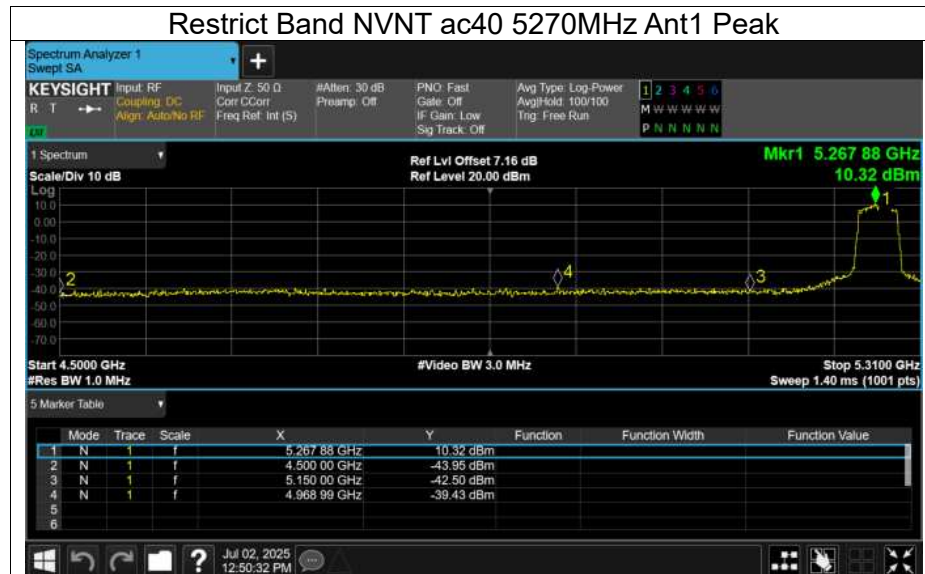 Restrict Band NVNT ac40 5270MHz Ant1 Peak
Spectrum Analyzer 1
Swept SA
+
KEYSIGHT Input: RF Input Z: 50 Ω #Atten: 30 dB PNO: Fast Avg Type: Log-Power 1 2 3 4 5 6
R T Coupling: DC Corr CCorr Preamp: Off Gate: Off Avg|Hold: 100/100 M W W W W W
Align: Auto/No RF Freq Ref: Int (S) IF Gain: Low Trig: Free Run
Sig Track: Off P N N N N N
1 Spectrum Ref Lvl Offset 7.16 dB Mkr1 5.267 88 GHz
Scale/Div 10 dB Ref Level 20.00 dBm 10.32 dBm
Log
10.0
0.00
-10.0
-20.0
-30.0
-40.0
-50.0
-60.0
-70.0
1
2
4
3
Start 4.5000 GHz #Video BW 3.0 MHz Stop 5.3100 GHz
#Res BW 1.0 MHz Sweep 1.40 ms (1001 pts)
5 Marker Table
Mode Trace Scale X Y Function Function Width Function Value
1 N 1 f 5.267 88 GHz 10.32 dBm
2 N 1 f 4.500 00 GHz -43.95 dBm
3 N 1 f 5.150 00 GHz -42.50 dBm
4 N 1 f 4.968 99 GHz -39.43 dBm
5
6
? Jul 02, 2025
12:50:32 PM